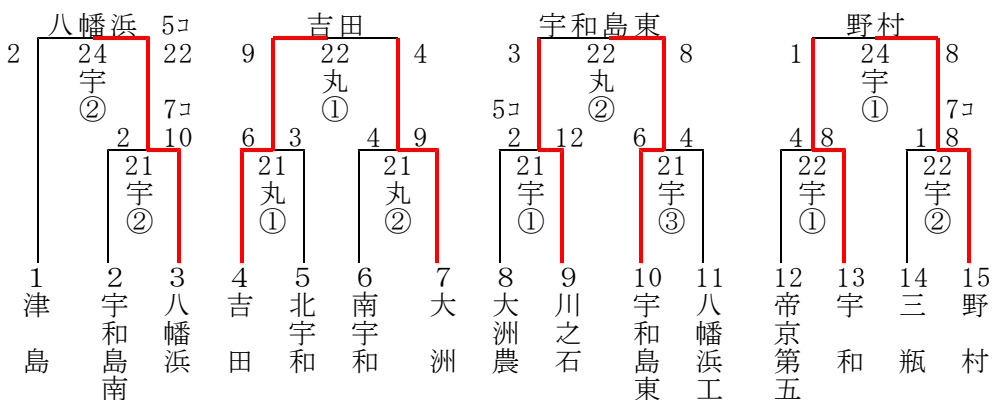 八幡浜 5コ 吉田 宇和島東 野村
2 24 22 9 22 4 3 22 8 1 24 8
宇② 丸① 丸② 宇①
7コ 5コ 7コ
2 10 6 3 4 9 2 12 6 4 4 8 1 8
21 21 21 21 21 22 22
宇② 丸① 丸② 宇① 宇③ 宇① 宇②
1 2 3 4 5 6 7 8 9 10 11 12 13 14 15
津島
宇和島南
八幡浜
吉田
北宇和
南宇和
大洲
大洲農
川之石
宇和島東
八幡浜工
帝京第五
宇和
三瓶
野村